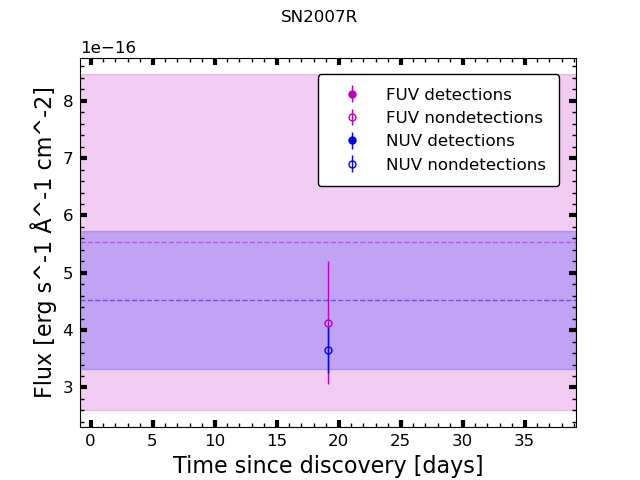 SN2007R
1e−16
8
7
6
5
4
3
Flux [erg s^-1 Å^-1 cm^-2]
FUV detections
FUV nondetections
NUV detections
NUV nondetections
0 5 10 15 20 25 30 35
Time since discovery [days]